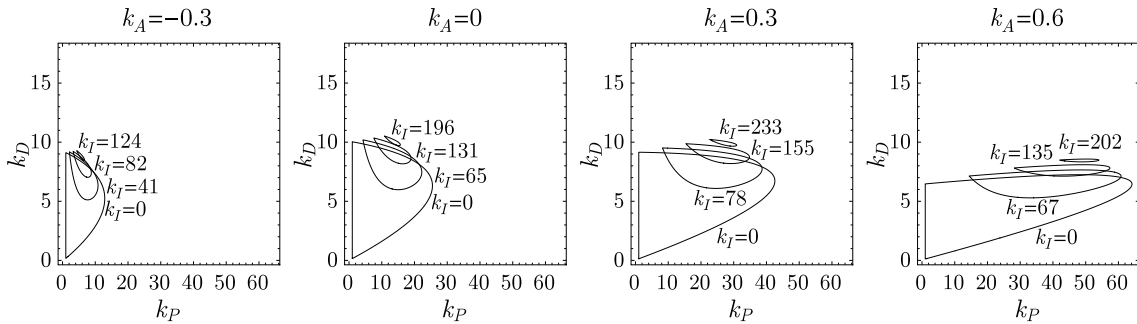 k_A=−0.3
k_D
15
10
5
0
k_I=124
k_I=82
k_I=41
k_I=0
0 10 20 30 40 50 60
k_P
k_A=0
k_D
15
10
5
0
k_I=196
k_I=131
k_I=65
k_I=0
0 10 20 30 40 50 60
k_P
k_A=0.3
k_D
15
10
5
0
k_I=233
k_I=155
k_I=78
k_I=0
0 10 20 30 40 50 60
k_P
k_A=0.6
k_D
15
10
5
0
k_I=202
k_I=135
k_I=67
k_I=0
0 10 20 30 40 50 60
k_P